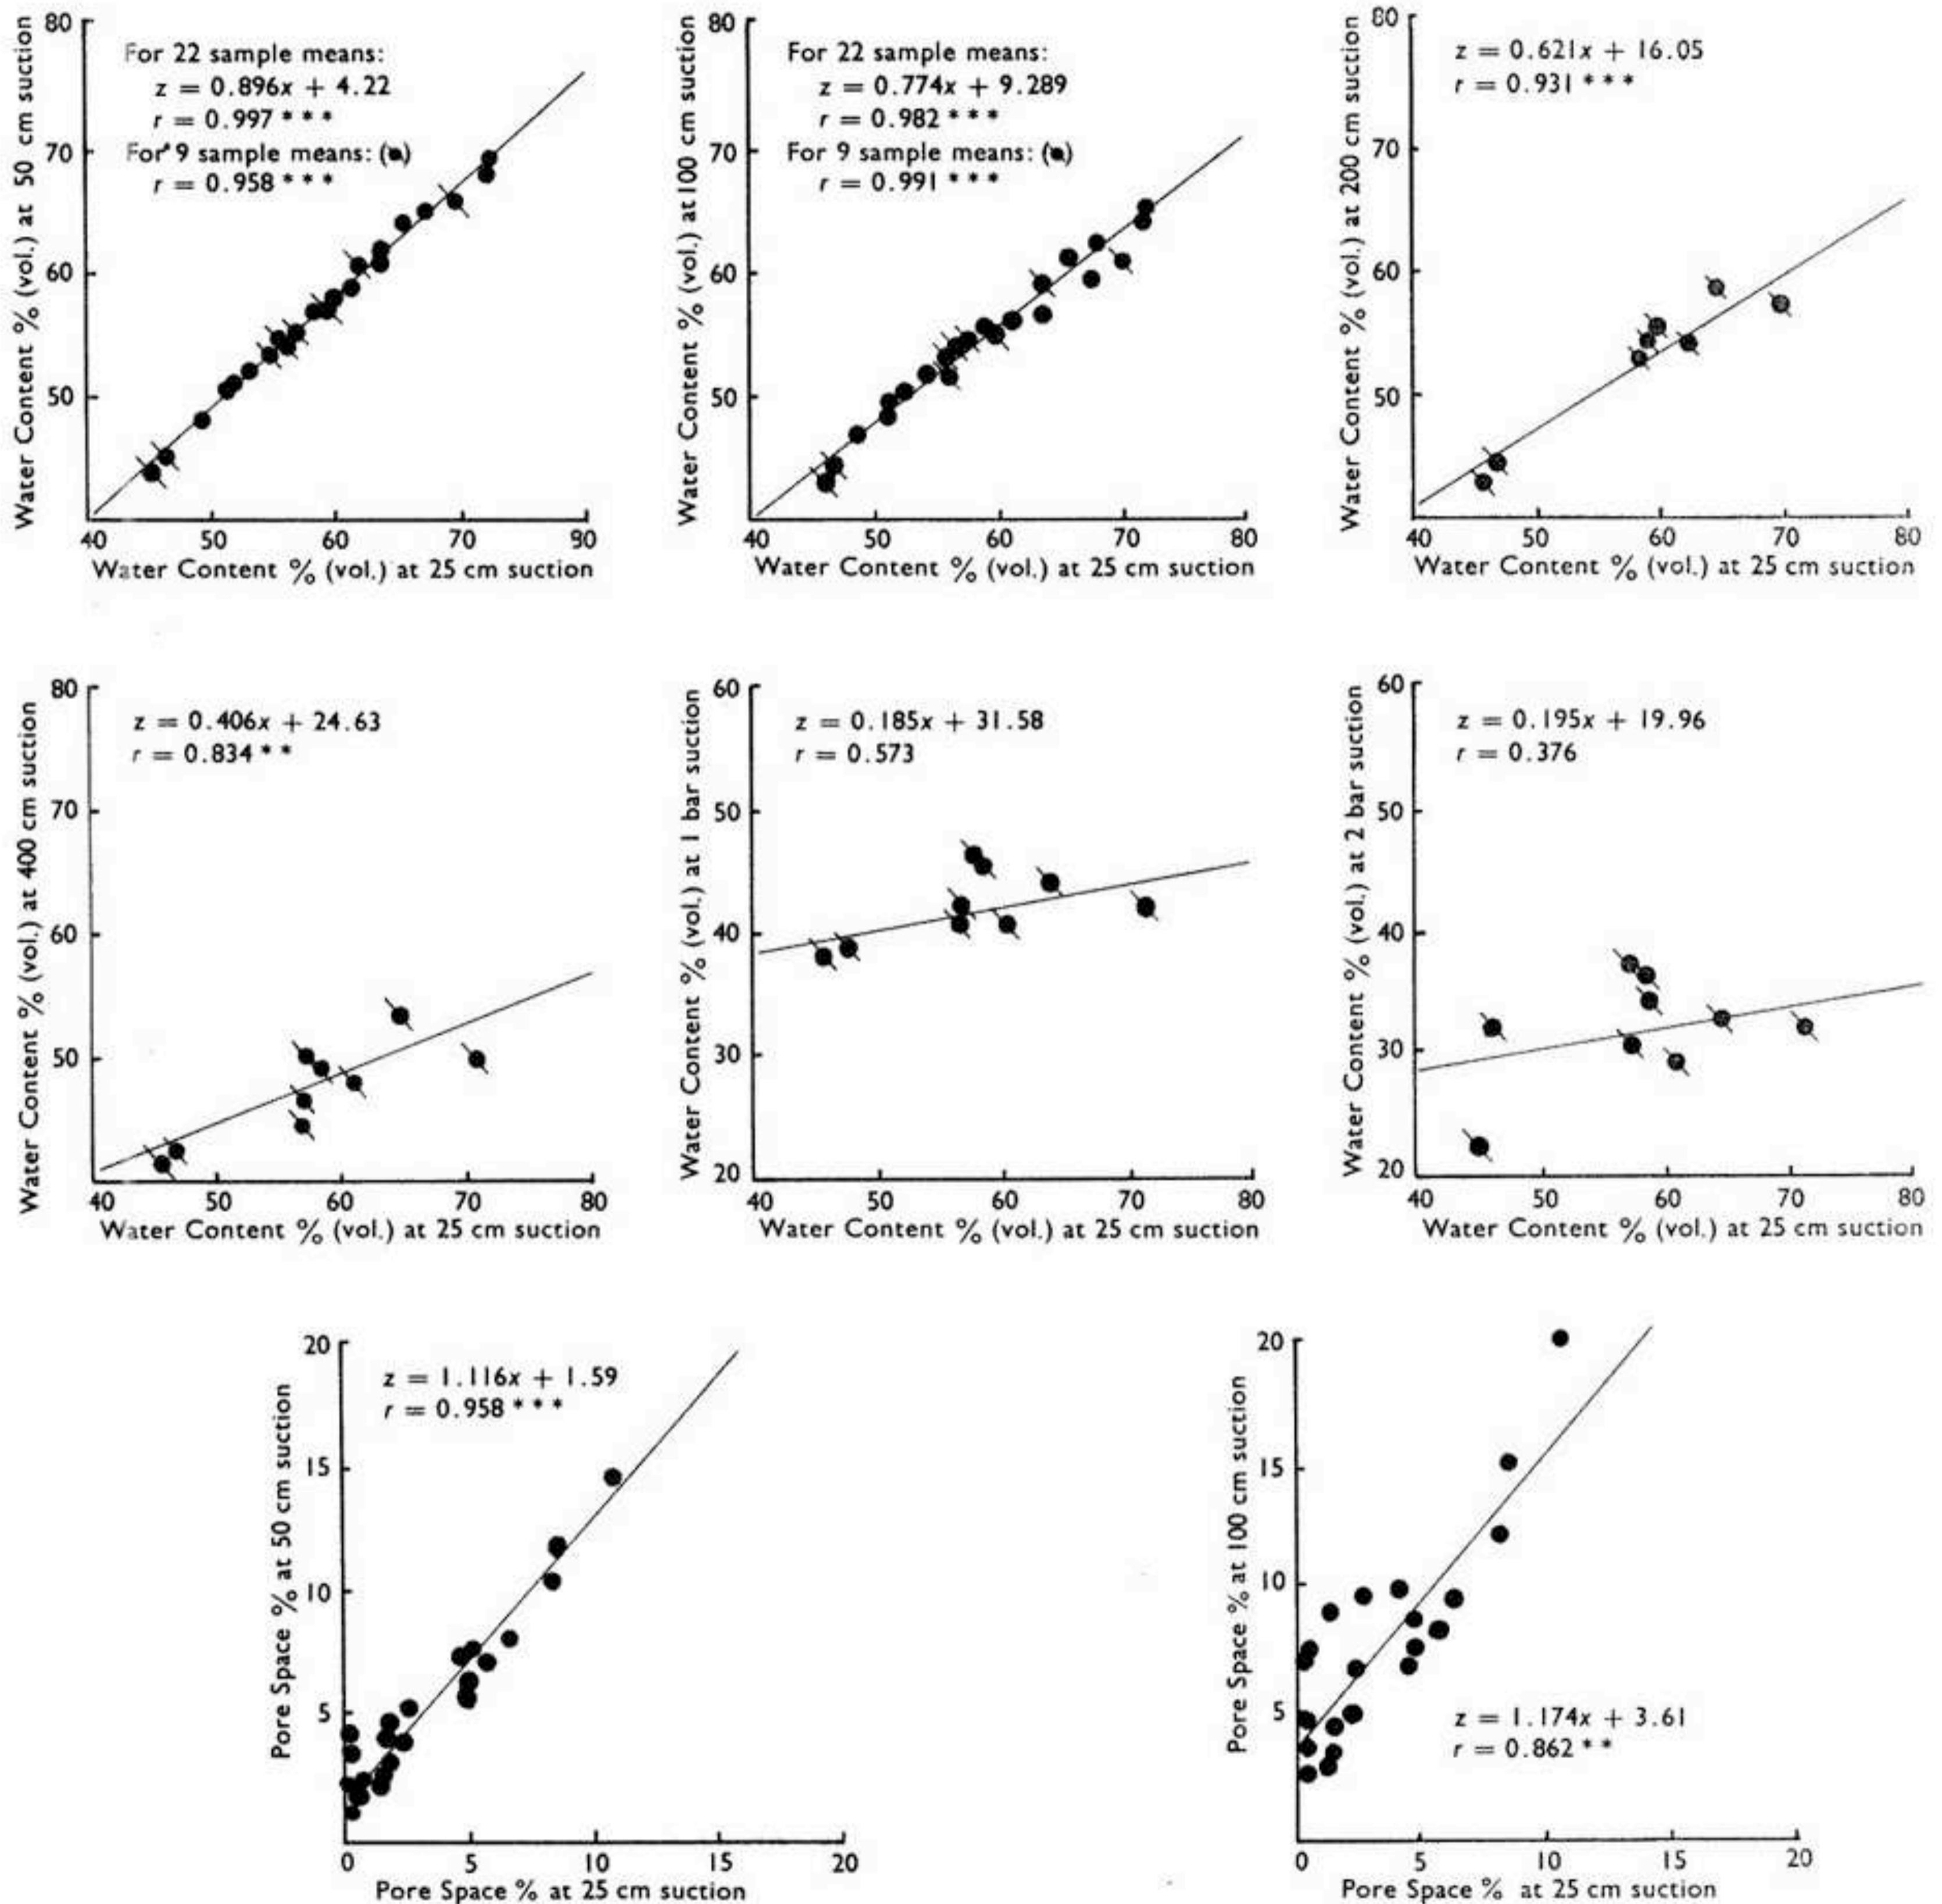 Water Content % (vol.) at 50 cm suction
80
70
60
50
For 22 sample means:
z = 0.896x + 4.22
r = 0.997 * * *
For 9 sample means: ( )
r = 0.958 * * *
40 50 60 70 90
Water Content % (vol.) at 25 cm suction
Water Content % (vol.) at 100 cm suction
80
70
60
50
For 22 sample means:
z = 0.774x + 9.289
r = 0.982 * * *
For 9 sample means: ( )
r = 0.991 * * *
40 50 60 70 80
Water Content % (vol.) at 25 cm suction
Water Content % (vol.) at 200 cm suction
80
70
60
50
z = 0.621x + 16.05
r = 0.931 * * *
40 50 60 70 80
Water Content % (vol.) at 25 cm suction
Water Content % (vol.) at 400 cm suction
80
70
60
50
z = 0.406x + 24.63
r = 0.834 * *
40 50 60 70 80
Water Content % (vol.) at 25 cm suction
Water Content % (vol.) at 1 bar suction
60
50
40
30
20
z = 0.185x + 31.58
r = 0.573
40 50 60 70 80
Water Content % (vol.) at 25 cm suction
Water Content % (vol.) at 2 bar suction
60
50
40
30
20
z = 0.195x + 19.96
r = 0.376
40 50 60 70 80
Water Content % (vol.) at 25 cm suction
Pore Space % at 50 cm suction
20
15
10
5
z = 1.116x + 1.59
r = 0.958 * * *
0 5 10 15 20
Pore Space % at 25 cm suction
Pore Space % at 100 cm suction
20
15
10
5
z = 1.174x + 3.61
r = 0.862 * *
0 5 10 15 20
Pore Space % at 25 cm suction